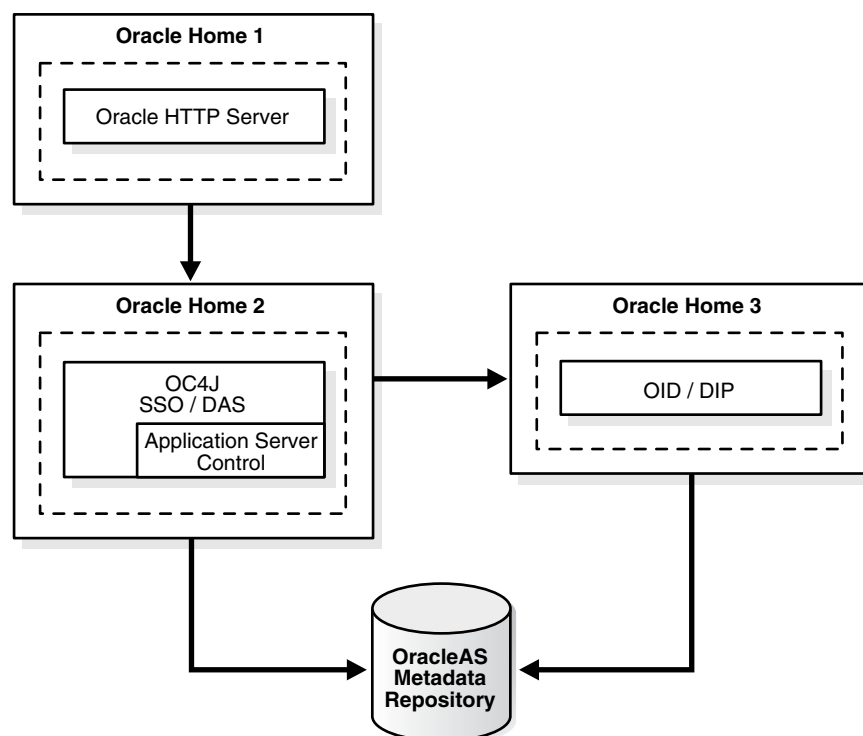 Oracle Home 1
Oracle HTTP Server
Oracle Home 2
OC4J
SSO / DAS
Application Server
Control
Oracle Home 3
OID / DIP
OracleAS
Metadata
Repository